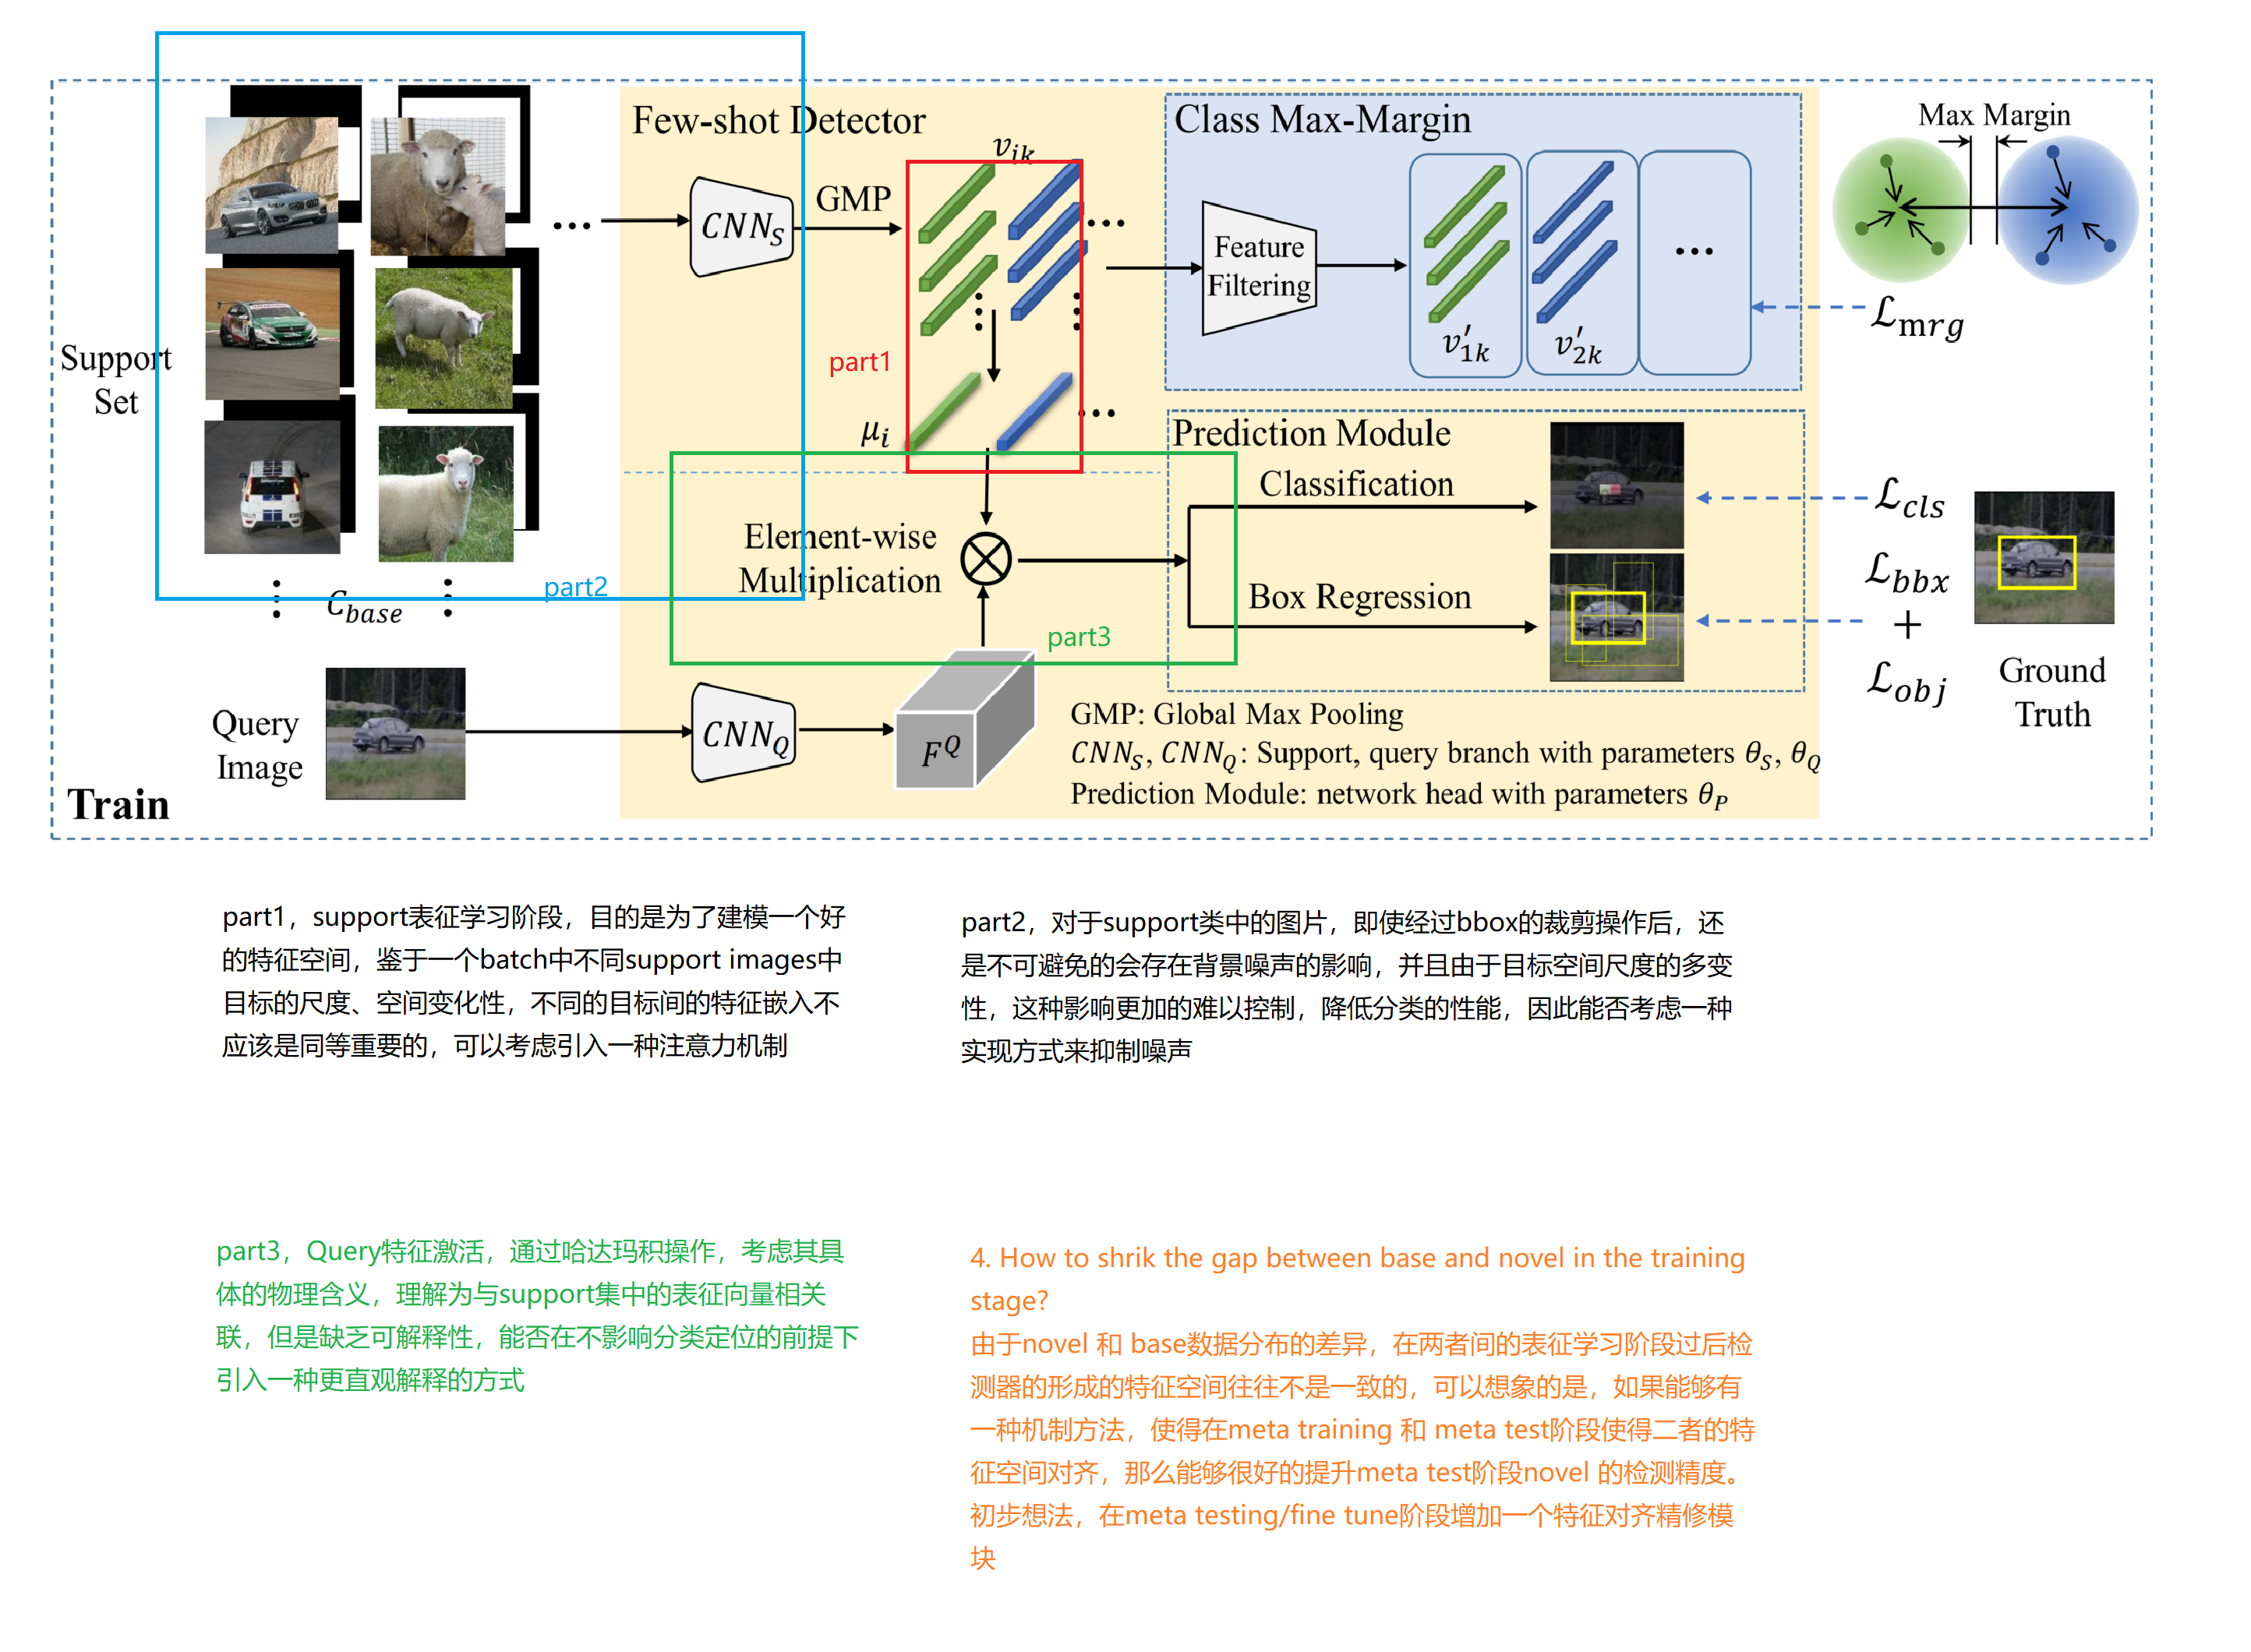 Few-shot Detector
Class Max-Margin
Max Margin
v_{ik}
CNN_S
GMP
Feature
Filtering
v'_{1k}
v'_{2k}
ℒ_{mrg}
Support
Set
part1
μ_i
Prediction Module
Classification
ℒ_{cls}
Element-wise
Multiplication
part2
C_{base}
Box Regression
ℒ_{bbx}
+
ℒ_{obj}
part3
Ground
Truth
Query
Image
CNN_Q
F^Q
GMP: Global Max Pooling
CNN_S, CNN_Q: Support, query branch with parameters θ_S, θ_Q
Prediction Module: network head with parameters θ_P
Train
part1，support表征学习阶段，目的是为了建模一个好
的特征空间，鉴于一个batch中不同support images中
目标的尺度、空间变化性，不同的目标间的特征嵌入不
应该是同等重要的，可以考虑引入一种注意力机制
part2，对于support类中的图片，即使经过bbox的裁剪操作后，还
是不可避免的会存在背景噪声的影响，并且由于目标空间尺度的多变
性，这种影响更加的难以控制，降低分类的性能，因此能否考虑一种
实现方式来抑制噪声
part3，Query特征激活，通过哈达玛积操作，考虑其具
体的物理含义，理解为与support集中的表征向量相关
联，但是缺乏可解释性，能否在不影响分类定位的前提下
引入一种更直观解释的方式
4. How to shrik the gap between base and novel in the training
stage?
由于novel 和 base数据分布的差异，在两者间的表征学习阶段过后检
测器的形成的特征空间往往不是一致的，可以想象的是，如果能够有
一种机制方法，使得在meta training 和 meta test阶段使得二者的特
征空间对齐，那么能够很好的提升meta test阶段novel 的检测精度。
初步想法，在meta testing/fine tune阶段增加一个特征对齐精修模
块